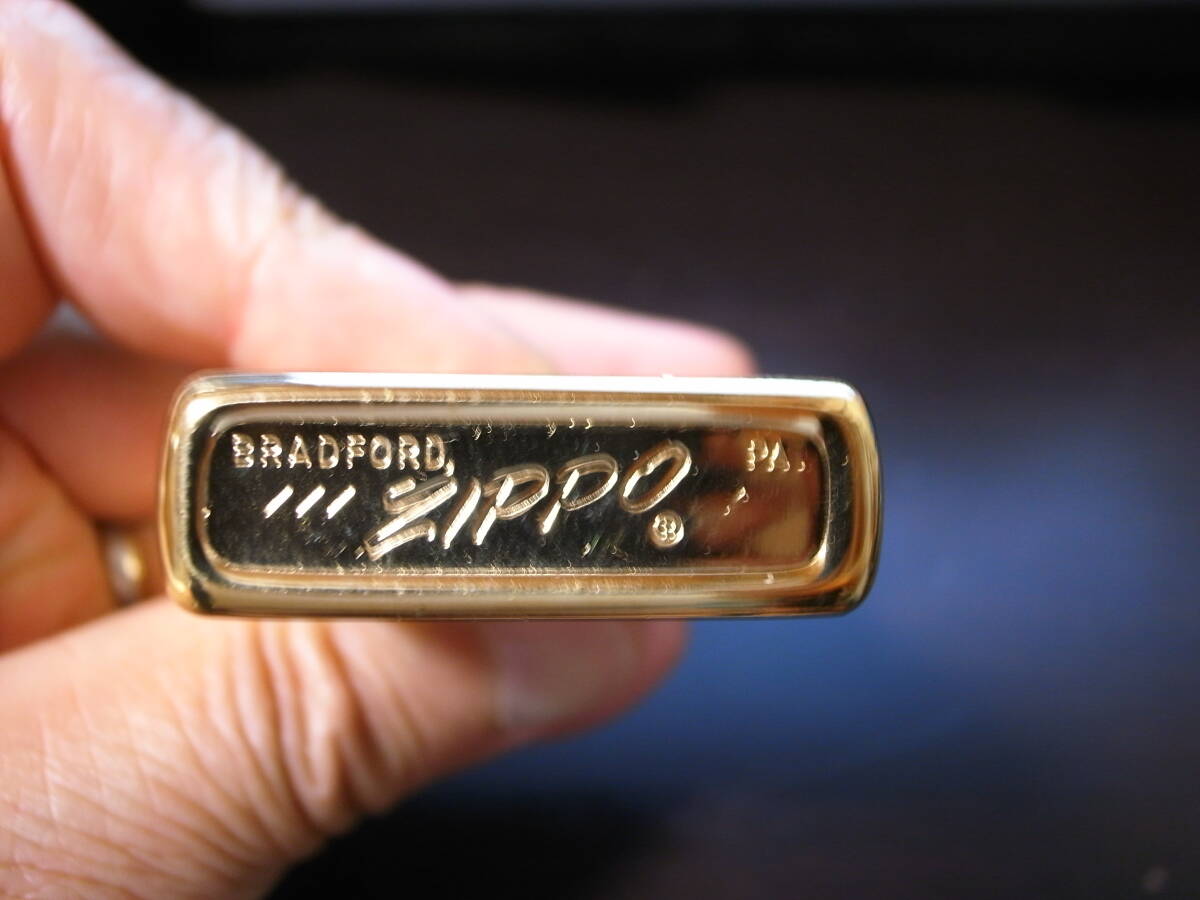 BRADFORD, PA.
/// ZIPPO ®